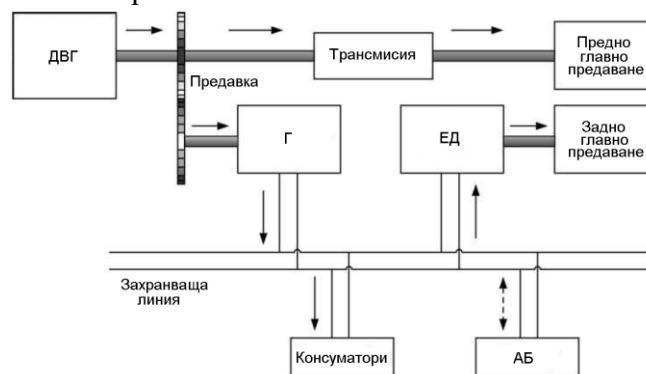 ДВГ
Трансмисия
Предно
главно
предаване
Предавка
Г
ЕД
Задно
главно
предаване
Захранваща
линия
Консуматори
АБ